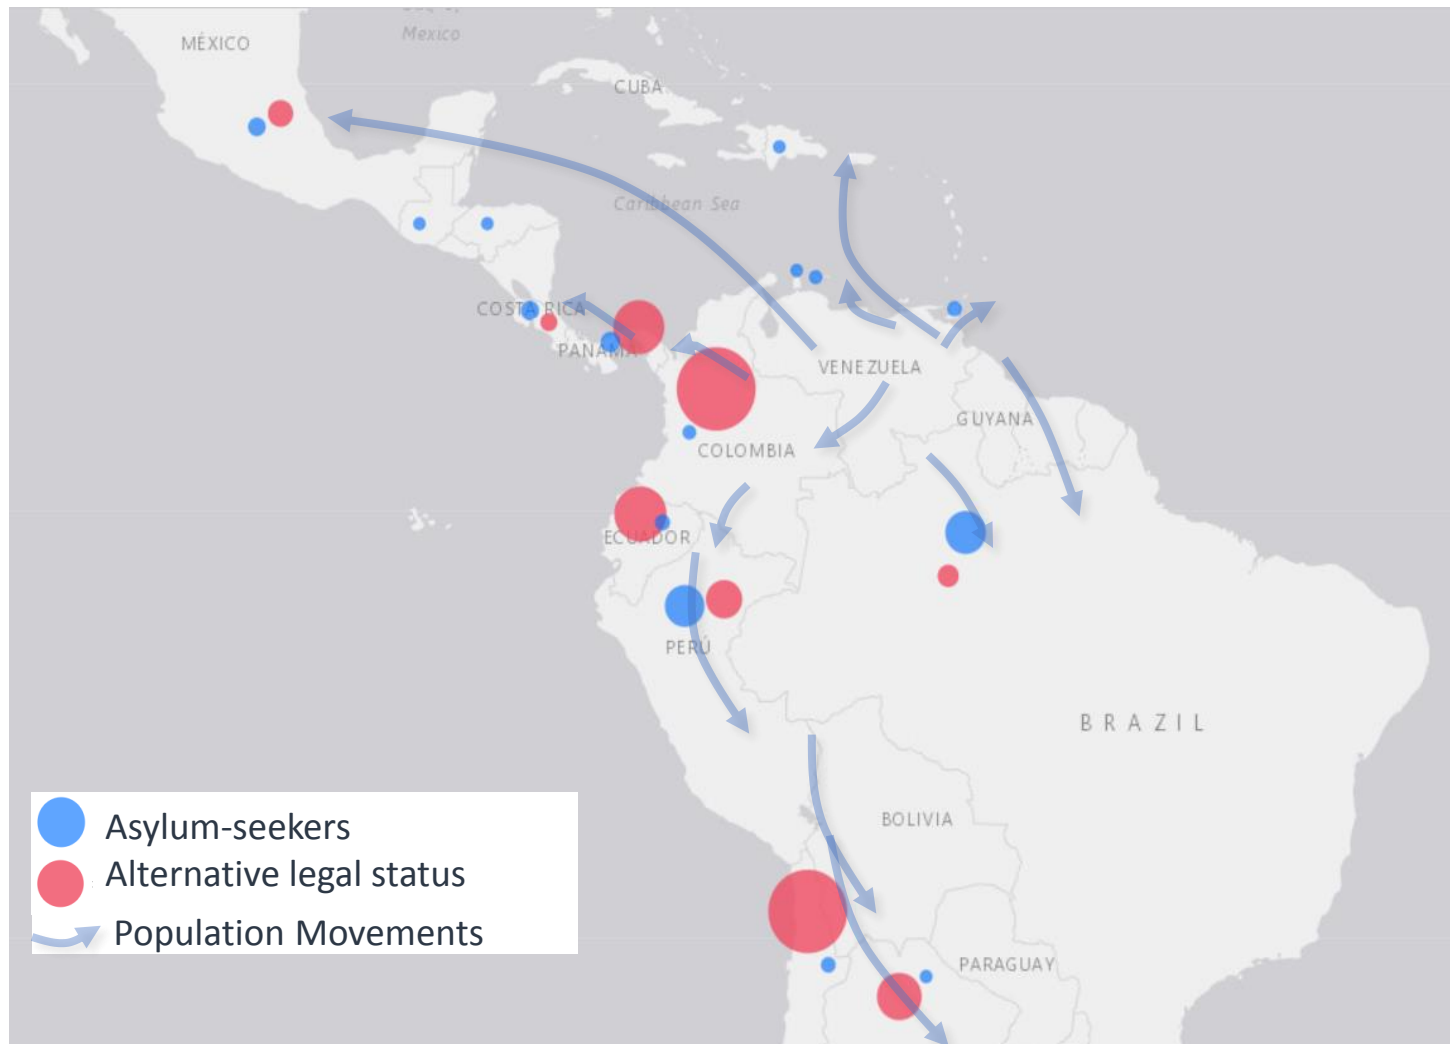 MÉXICO
Mexico
CUBA
Caribbean Sea
COSTA RICA
PANAMA
VENEZUELA
GUYANA
COLOMBIA
ECUADOR
PERÚ
BRAZIL
BOLIVIA
PARAGUAY
Asylum-seekers
Alternative legal status
Population Movements